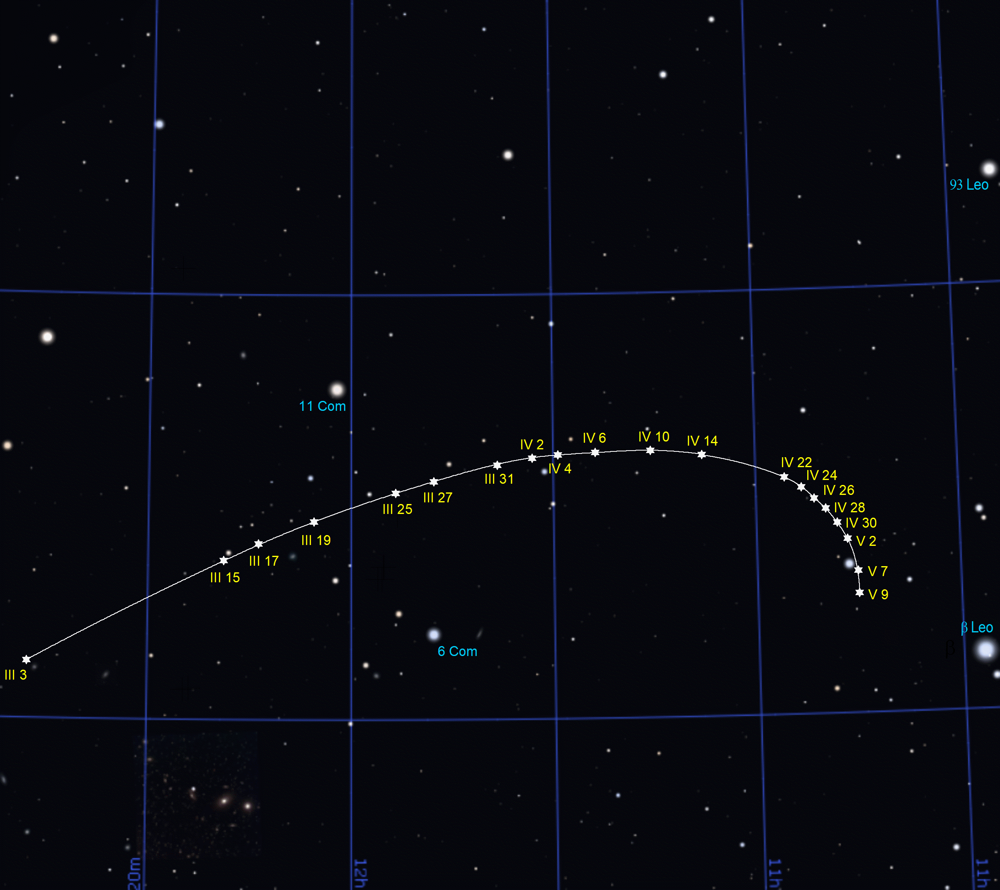 93 Leo
11 Com
IV 2
IV 6
IV 10
IV 14
IV 4
III 31
IV 22
IV 24
IV 26
IV 28
IV 30
V 2
III 27
III 25
III 19
III 17
III 15
V 7
V 9
β Leo
β
6 Com
III 3
20m
12h
11h
11h